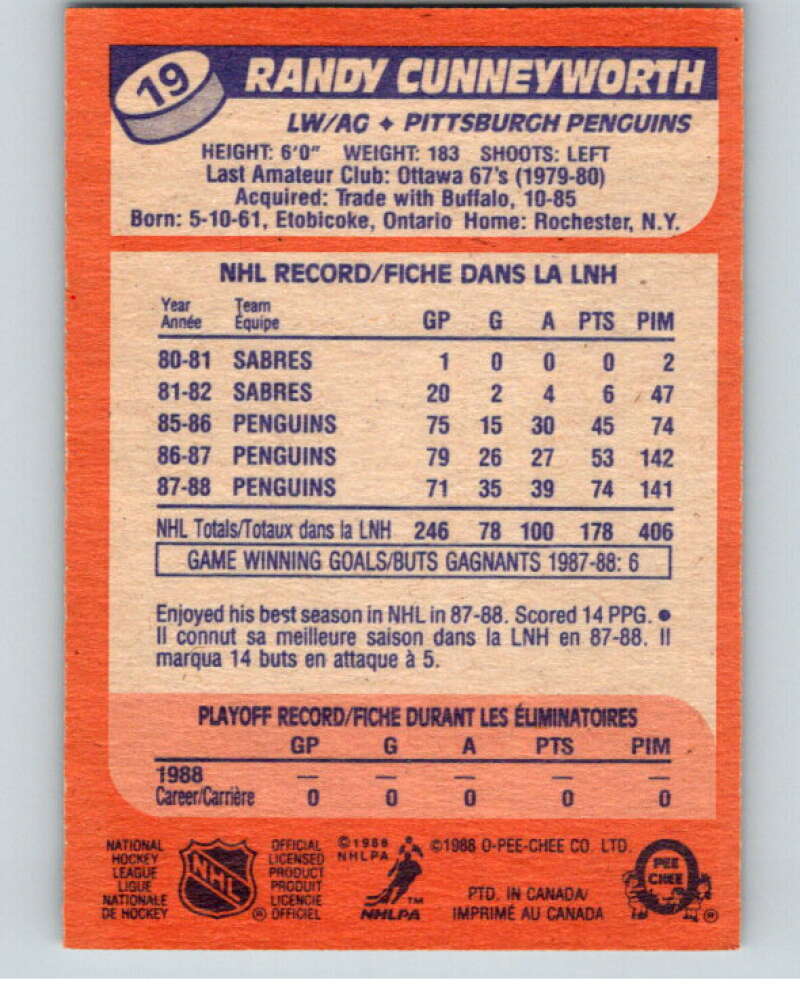 19
RANDY CUNNEYWORTH
LW/AG ✦ PITTSBURGH PENGUINS
HEIGHT: 6'0" WEIGHT: 183 SHOOTS: LEFT
Last Amateur Club: Ottawa 67's (1979-80)
Acquired: Trade with Buffalo, 10-85
Born: 5-10-61, Etobicoke, Ontario Home: Rochester, N.Y.
NHL RECORD/FICHE DANS LA LNH
Year Team
Année Équipe GP G A PTS PIM
80-81 SABRES 1 0 0 0 2
81-82 SABRES 20 2 4 6 47
85-86 PENGUINS 75 15 30 45 74
86-87 PENGUINS 79 26 27 53 142
87-88 PENGUINS 71 35 39 74 141
NHL Totals/Totaux dans la LNH 246 78 100 178 406
GAME WINNING GOALS/BUTS GAGNANTS 1987-88: 6
Enjoyed his best season in NHL in 87-88. Scored 14 PPG. ●
Il connut sa meilleure saison dans la LNH en 87-88. Il
marqua 14 buts en attaque à 5.
PLAYOFF RECORD/FICHE DURANT LES ÉLIMINATOIRES
GP G A PTS PIM
1988 — — — — —
Career/Carrière 0 0 0 0 0
NATIONAL
HOCKEY
LEAGUE
LIGUE
NATIONALE
DE HOCKEY
NHL
®
OFFICIAL
LICENSED
PRODUCT
PRODUIT
LICENCIÉ
OFFICIEL
©1988
NHLPA
TM
NHLPA
©1988 O-PEE-CHEE CO. LTD.
PTD. IN CANADA/
IMPRIMÉ AU CANADA
PEE
CHEE
®